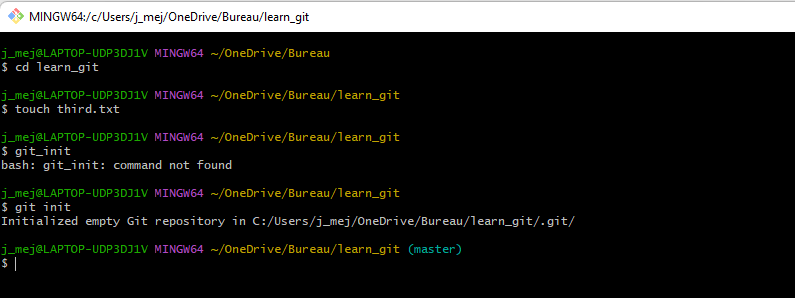 MINGW64:/c/Users/j_mej/OneDrive/Bureau/learn_git
j_mej@LAPTOP-UDP3DJ1V MINGW64 ~/OneDrive/Bureau
$ cd learn_git
j_mej@LAPTOP-UDP3DJ1V MINGW64 ~/OneDrive/Bureau/learn_git
$ touch third.txt
j_mej@LAPTOP-UDP3DJ1V MINGW64 ~/OneDrive/Bureau/learn_git
$ git_init
bash: git_init: command not found
j_mej@LAPTOP-UDP3DJ1V MINGW64 ~/OneDrive/Bureau/learn_git
$ git init
Initialized empty Git repository in C:/Users/j_mej/OneDrive/Bureau/learn_git/.git/
j_mej@LAPTOP-UDP3DJ1V MINGW64 ~/OneDrive/Bureau/learn_git (master)
$